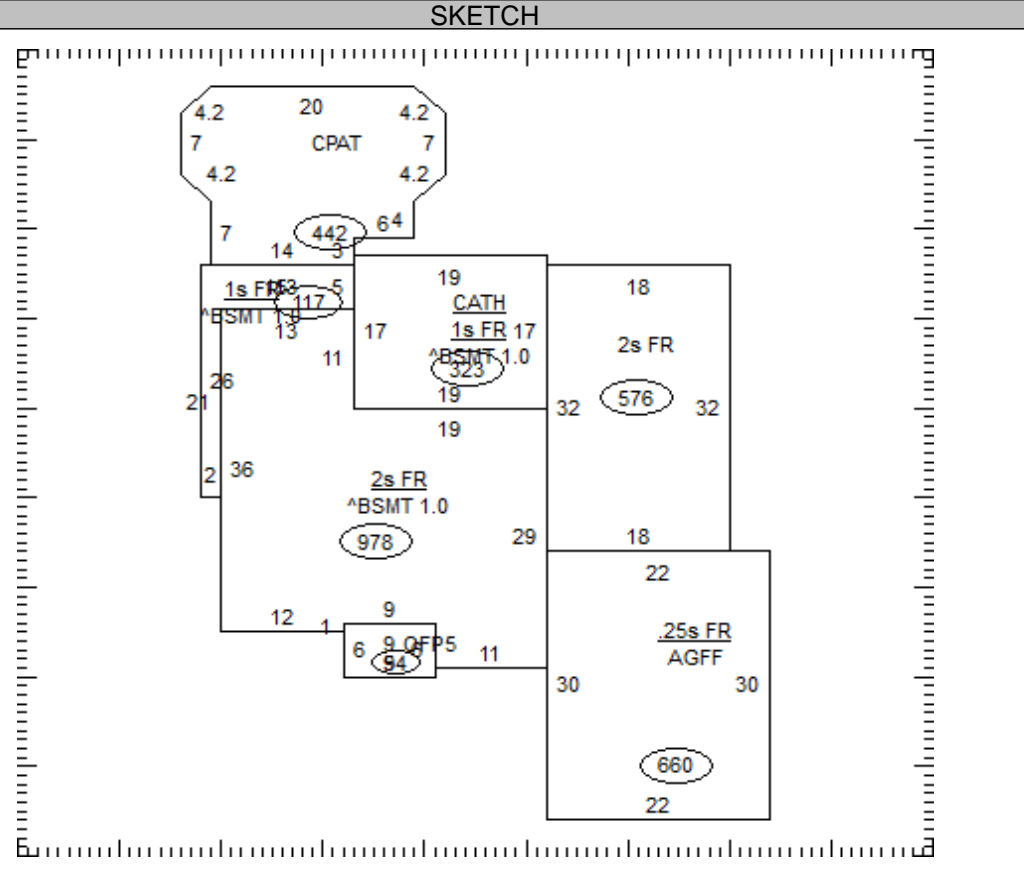 SKETCH
4.2 20 4.2
7 CPAT 7
4.2 4.2
6 4
7 442
14 3
19 18
1s FR 13 5
117 CATH
^BSMT 1.0
13 17 1s FR 17
2s FR
11 ^BSMT 1.0
323
26 19 576
21 32 32
19
2 36
2s FR
^BSMT 1.0
29 18
978
22
9
12 1 .25s FR
6 9 OFP5
11 AGFF
54
30 30
660
22